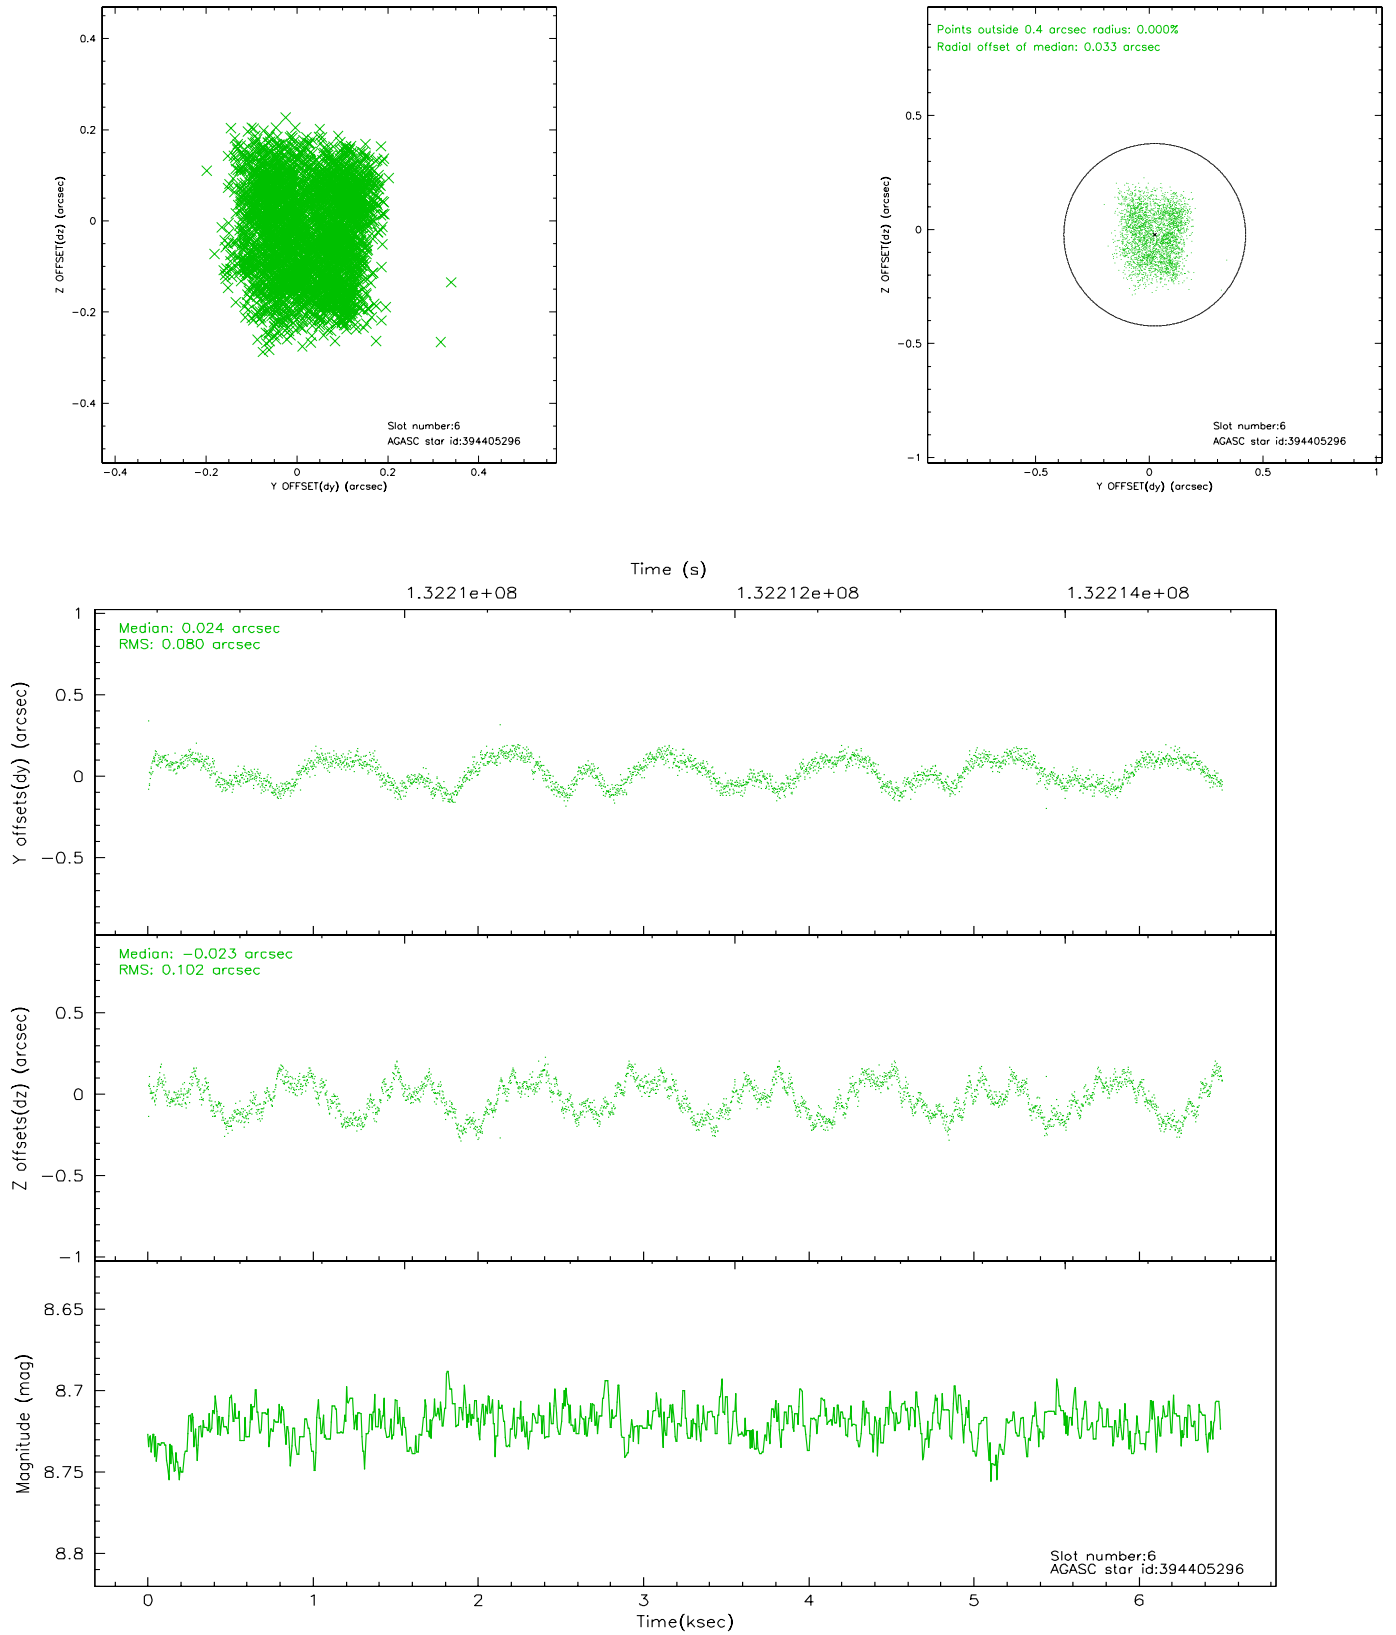 0.4
0.2
0
−0.2
−0.4
Z OFFSET(dz) (arcsec)
Slot number:6
AGASC star id:394405296
−0.4
−0.2
0
0.2
0.4
Y OFFSET(dy) (arcsec)
Points outside 0.4 arcsec radius: 0.000%
Radial offset of median: 0.033 arcsec
0.5
0
−0.5
−1
Z OFFSET(dz) (arcsec)
Slot number:6
AGASC star id:394405296
−0.5
0
0.5
1
Y OFFSET(dy) (arcsec)
Time (s)
1.3221e+08
1.32212e+08
1.32214e+08
Median: 0.024 arcsec
RMS: 0.080 arcsec
1
0.5
0
−0.5
Y offsets(dy) (arcsec)
Median: −0.023 arcsec
RMS: 0.102 arcsec
0.5
0
−0.5
−1
Z offsets(dz) (arcsec)
8.65
8.7
8.75
8.8
Magnitude (mag)
Slot number:6
AGASC star id:394405296
0
1
2
3
4
5
6
Time(ksec)